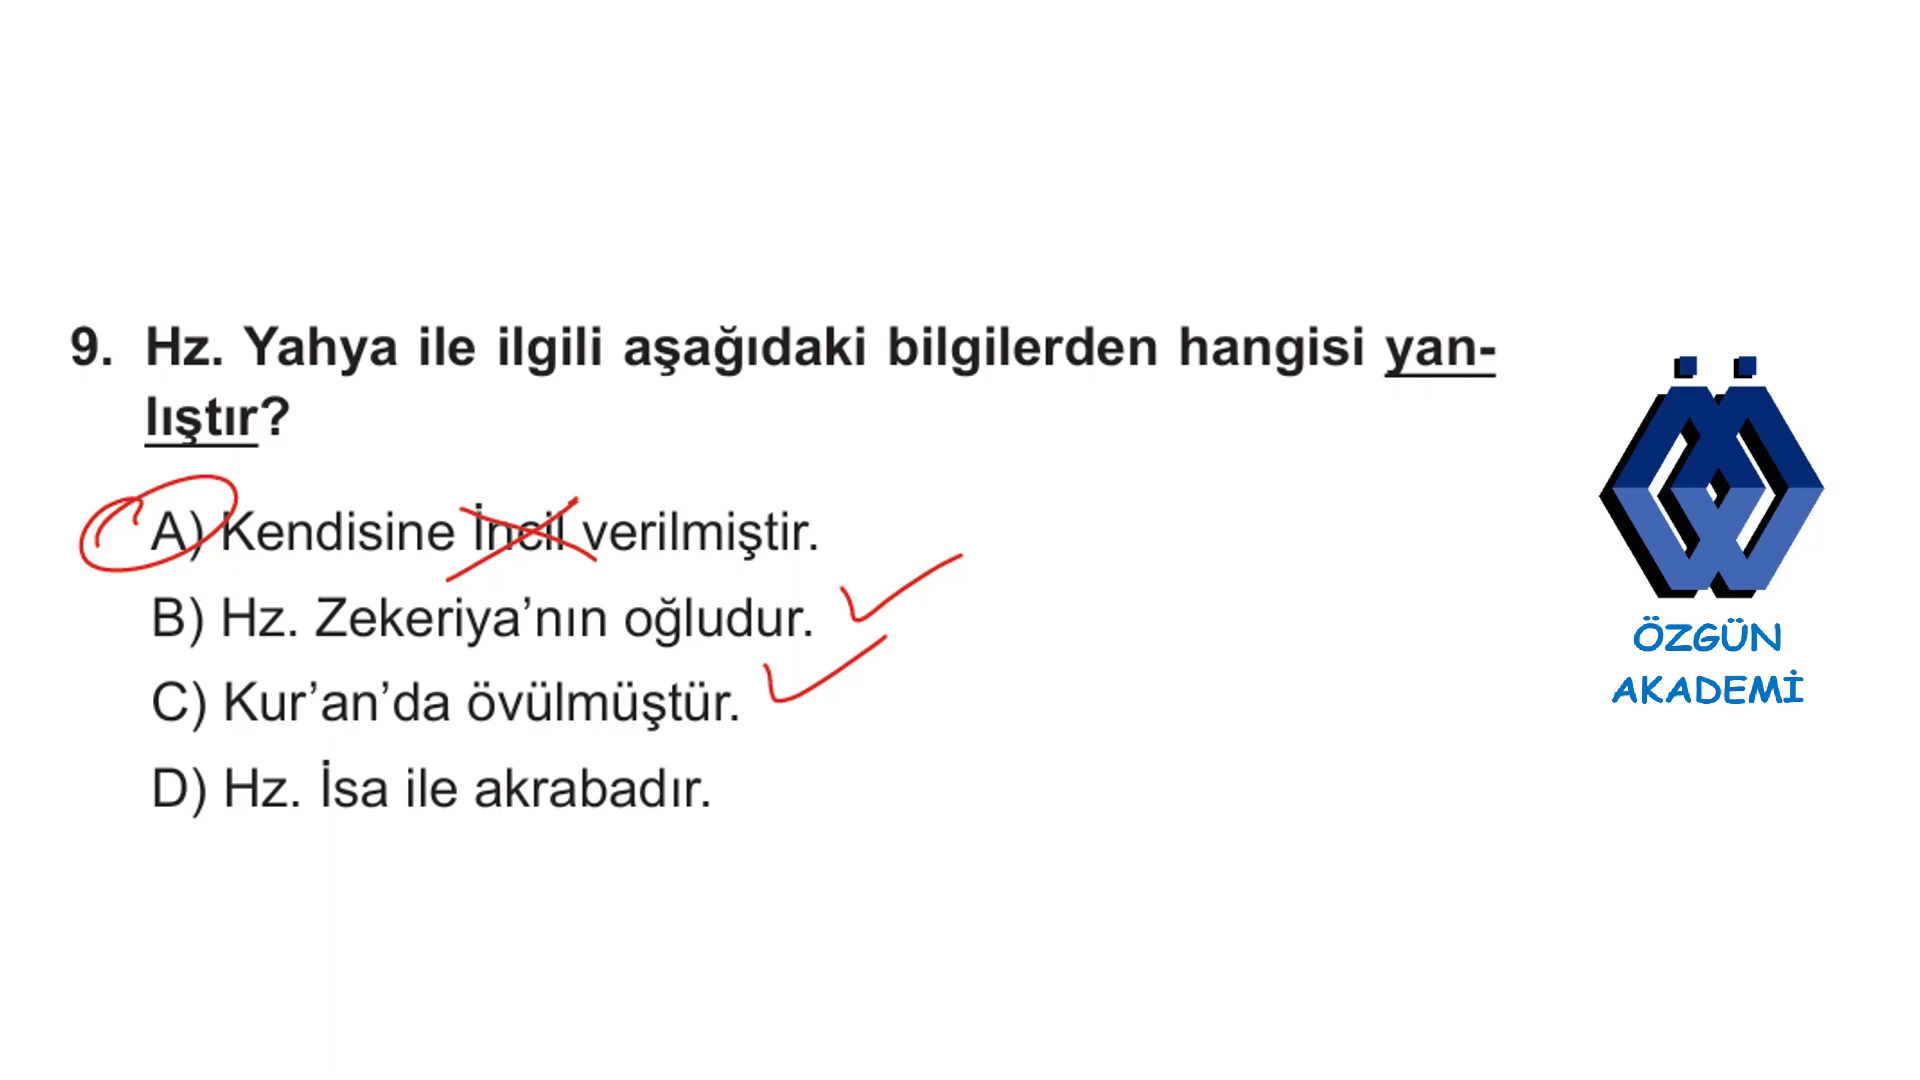 9. Hz. Yahya ile ilgili aşağıdaki bilgilerden hangisi yan-
lıştır?
A) Kendisine İncil verilmiştir.
B) Hz. Zekeriya’nın oğludur.
C) Kur’an’da övülmüştür.
D) Hz. İsa ile akrabadır.
ÖZGÜN
AKADEMİ